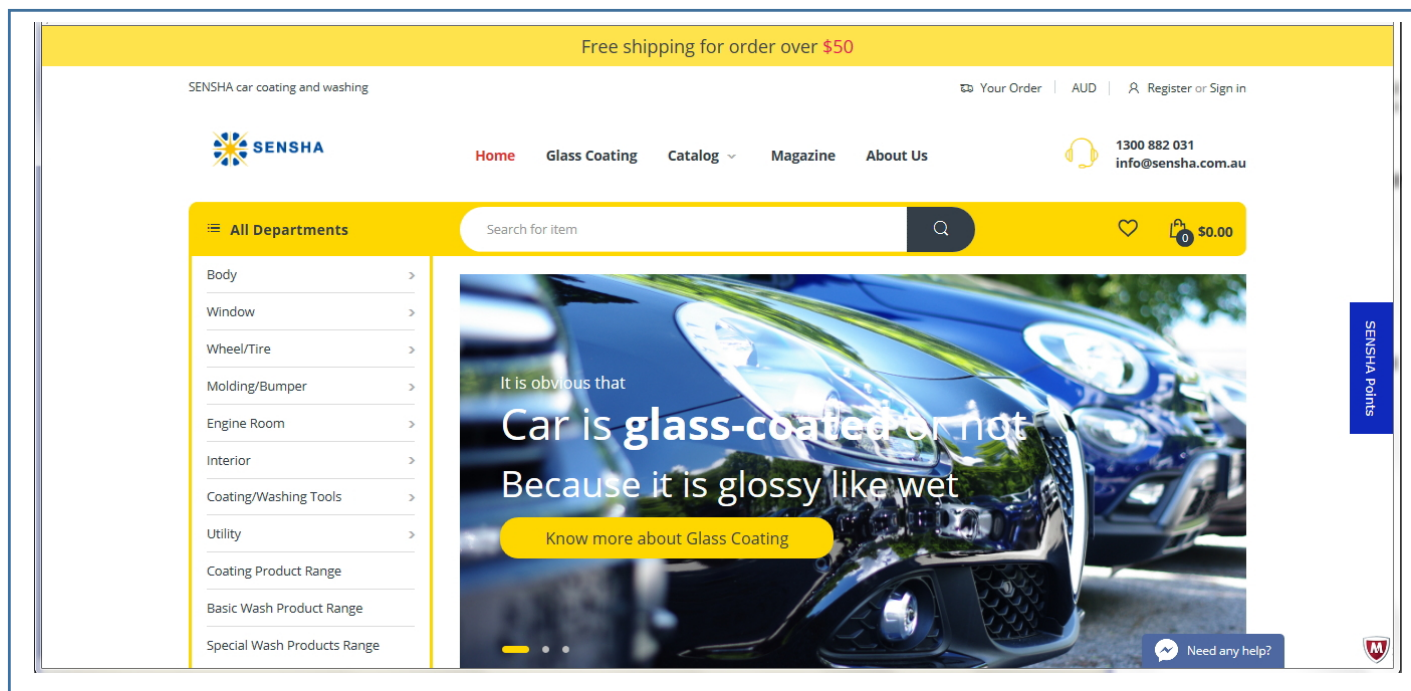 Free shipping for order over $50
SENSHA car coating and washing
Your Order
AUD
Register or Sign in
SENSHA
Home
Glass Coating
Catalog
Magazine
About Us
1300 882 031
info@sensha.com.au
All Departments
Search for item
0
$0.00
Body
Window
Wheel/Tire
Molding/Bumper
Engine Room
Interior
Coating/Washing Tools
Utility
Coating Product Range
Basic Wash Product Range
Special Wash Products Range
It is obvious that
Car is glass-coated or not
Because it is glossy like wet
Know more about Glass Coating
SENSHA Points
Need any help?
M